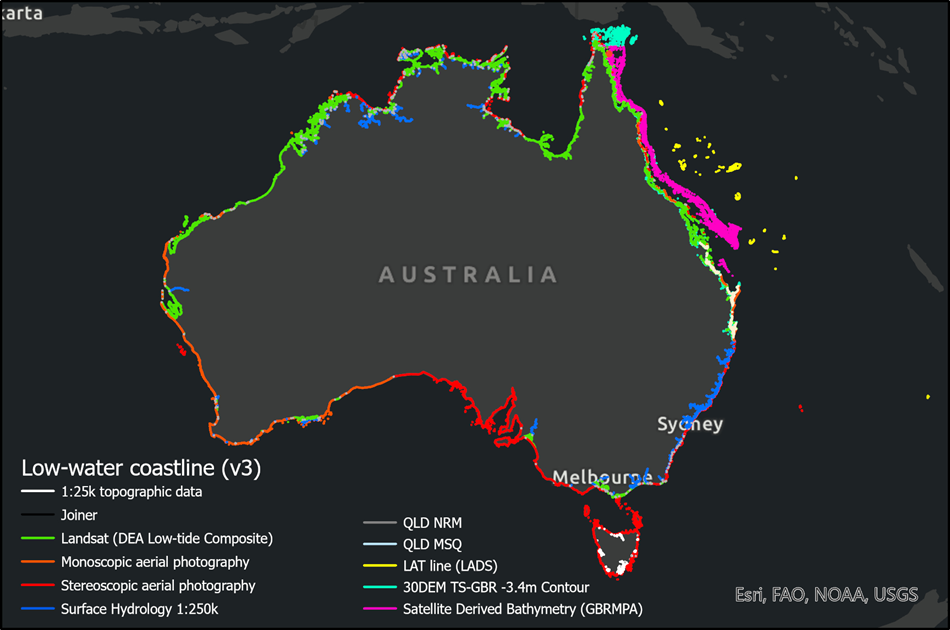 karta
AUSTRALIA
Sydney
Melbourne
Low-water coastline (v3)
1:25k topographic data
Joiner
Landsat (DEA Low-tide Composite)
Monoscopic aerial photography
Stereoscopic aerial photography
Surface Hydrology 1:250k
QLD NRM
QLD MSQ
LAT line (LADS)
30DEM TS-GBR -3.4m Contour
Satellite Derived Bathymetry (GBRMPA)
Esri, FAO, NOAA, USGS